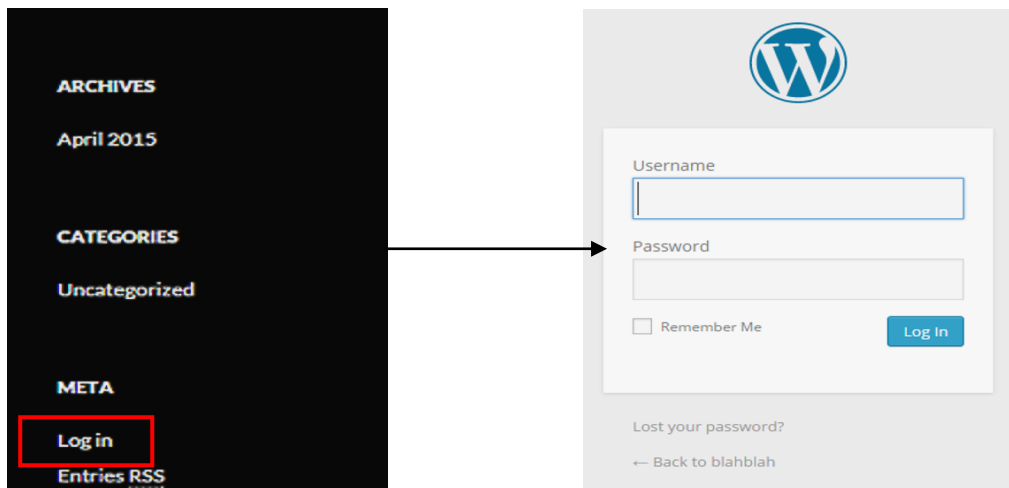 ARCHIVES
April 2015
CATEGORIES
Uncategorized
META
Log in
Entries RSS
W
Username
Password
Remember Me
Log In
Lost your password?
← Back to blahblah